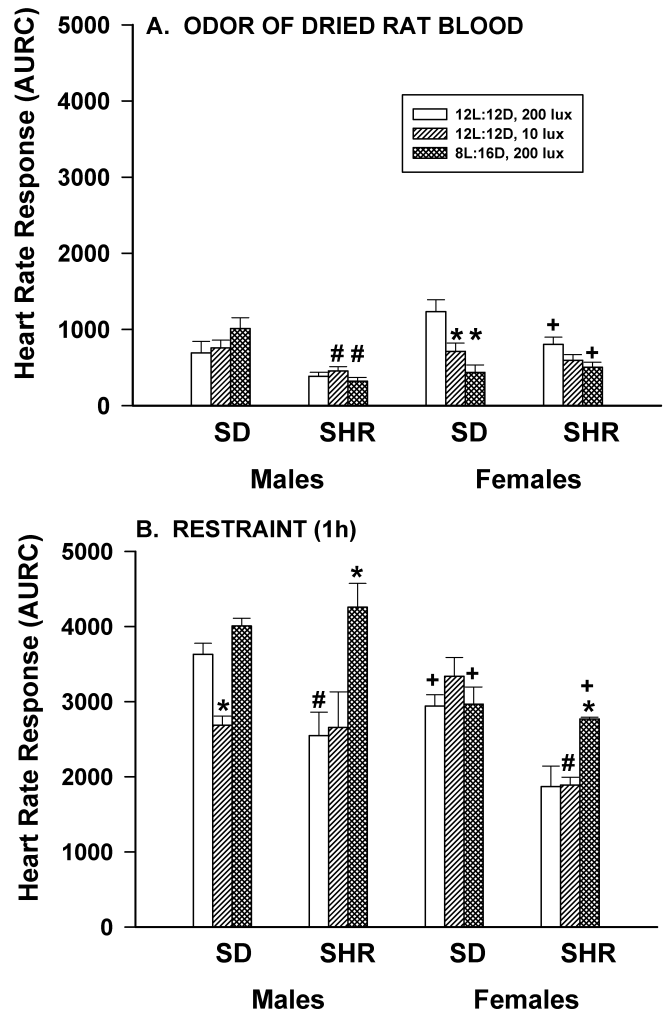 A. ODOR OF DRIED RAT BLOOD
Heart Rate Response (AURC)
5000
4000
3000
2000
1000
0
12L:12D, 200 lux
12L:12D, 10 lux
8L:16D, 200 lux
# #
* *
+
+
SD SHR SD SHR
Males Females
B. RESTRAINT (1h)
Heart Rate Response (AURC)
5000
4000
3000
2000
1000
0
*
#
*
+ +
#
+
*
SD SHR SD SHR
Males Females